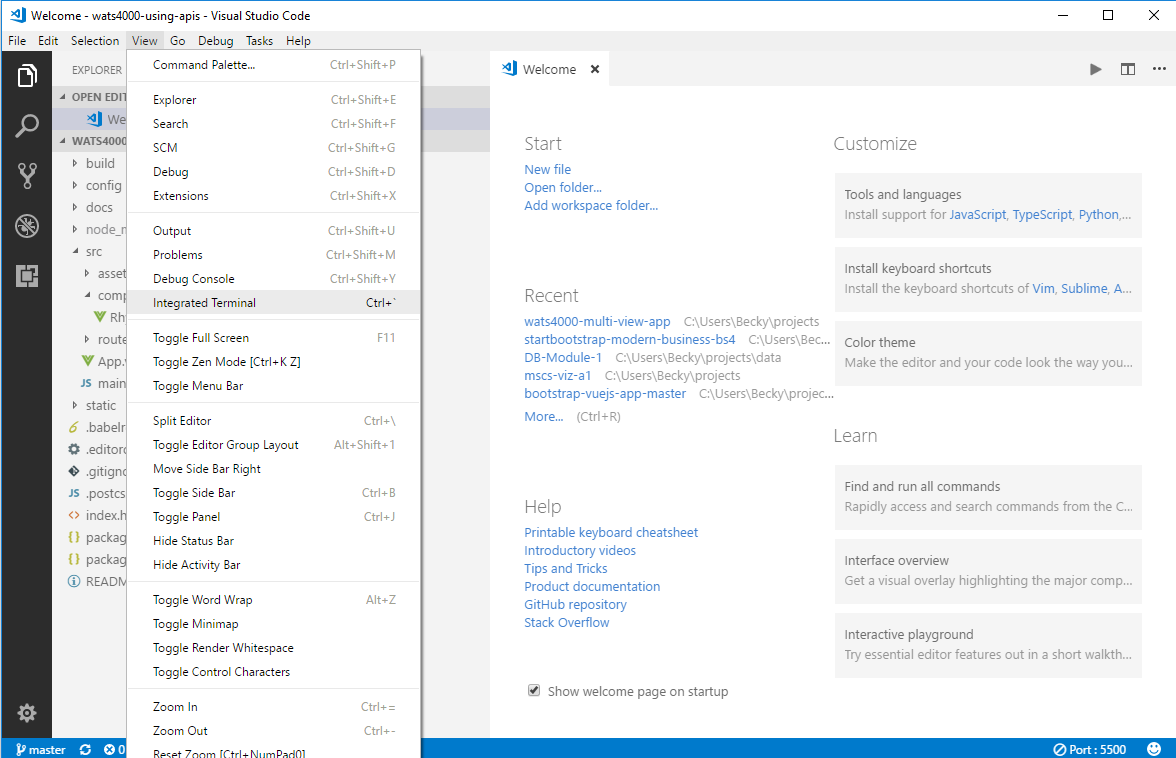 Welcome - wats4000-using-apis - Visual Studio Code
File Edit Selection View Go Debug Tasks Help
EXPLORER
OPEN EDIT
We
WATS4000
build
config
docs
node_m
src
asset
comp
Rh
route
App.v
JS main
static
.babelr
.editorc
.gitigno
JS .postcs
index.h
{ } packag
{ } packag
READM
Command Palette... Ctrl+Shift+P
Explorer Ctrl+Shift+E
Search Ctrl+Shift+F
SCM Ctrl+Shift+G
Debug Ctrl+Shift+D
Extensions Ctrl+Shift+X
Output Ctrl+Shift+U
Problems Ctrl+Shift+M
Debug Console Ctrl+Shift+Y
Integrated Terminal Ctrl+`
Toggle Full Screen F11
Toggle Zen Mode [Ctrl+K Z]
Toggle Menu Bar
Split Editor Ctrl+\
Toggle Editor Group Layout Alt+Shift+1
Move Side Bar Right
Toggle Side Bar Ctrl+B
Toggle Panel Ctrl+J
Hide Status Bar
Hide Activity Bar
Toggle Word Wrap Alt+Z
Toggle Minimap
Toggle Render Whitespace
Toggle Control Characters
Zoom In Ctrl+=
Zoom Out Ctrl+-
Reset Zoom [Ctrl+NumPad0]
Welcome
Start
New file
Open folder...
Add workspace folder...
Recent
wats4000-multi-view-app C:\Users\Becky\projects
startbootstrap-modern-business-bs4 C:\Users\Bec...
DB-Module-1 C:\Users\Becky\projects\data
mscs-viz-a1 C:\Users\Becky\projects
bootstrap-vuejs-app-master C:\Users\Becky\projec...
More... (Ctrl+R)
Help
Printable keyboard cheatsheet
Introductory videos
Tips and Tricks
Product documentation
GitHub repository
Stack Overflow
Show welcome page on startup
Customize
Tools and languages
Install support for JavaScript, TypeScript, Python,...
Install keyboard shortcuts
Install the keyboard shortcuts of Vim, Sublime, A...
Color theme
Make the editor and your code look the way you...
Learn
Find and run all commands
Rapidly access and search commands from the C...
Interface overview
Get a visual overlay highlighting the major comp...
Interactive playground
Try essential editor features out in a short walkth...
master 0
Port : 5500